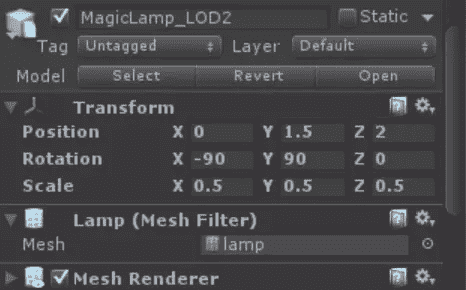 MagicLamp_LOD2 Static
Tag Untagged Layer Default
Model Select Revert Open
Transform
Position X 0 Y 1.5 Z 2
Rotation X -90 Y 90 Z 0
Scale X 0.5 Y 0.5 Z 0.5
Lamp (Mesh Filter)
Mesh lamp
Mesh Renderer